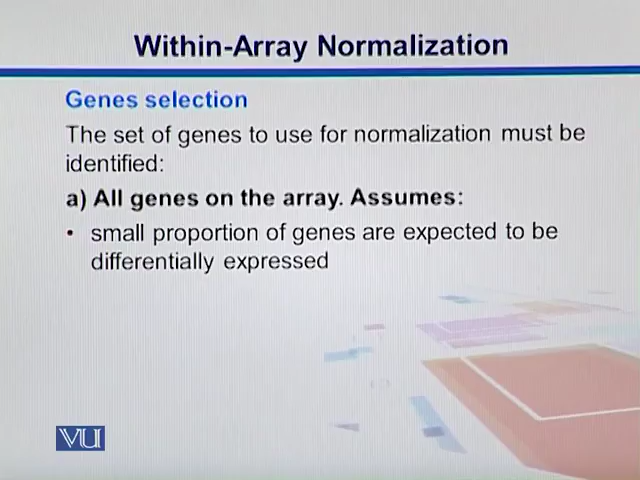 Within-Array Normalization
Genes selection
The set of genes to use for normalization must be
identified:
a) All genes on the array. Assumes:
• small proportion of genes are expected to be
differentially expressed
VU